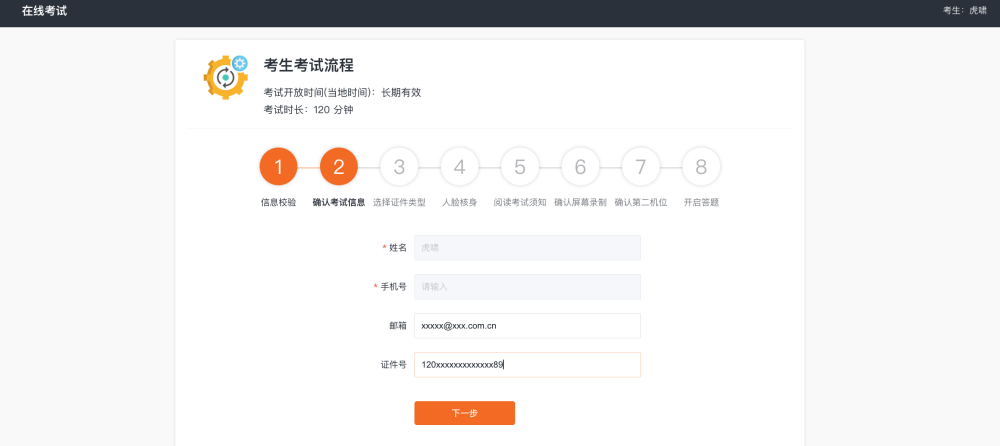 在线考试
考生：虎啸
考生考试流程
考试开放时间(当地时间)：长期有效
考试时长：120 分钟
1 2 3 4 5 6 7 8
信息校验 确认考试信息 选择证件类型 人脸核身 阅读考试须知 确认屏幕录制 确认第二机位 开启答题
* 姓名 虎啸
* 手机号 请输入
邮箱 xxxxx@xxx.com.cn
证件号 120xxxxxxxxxxxxx89
下一步